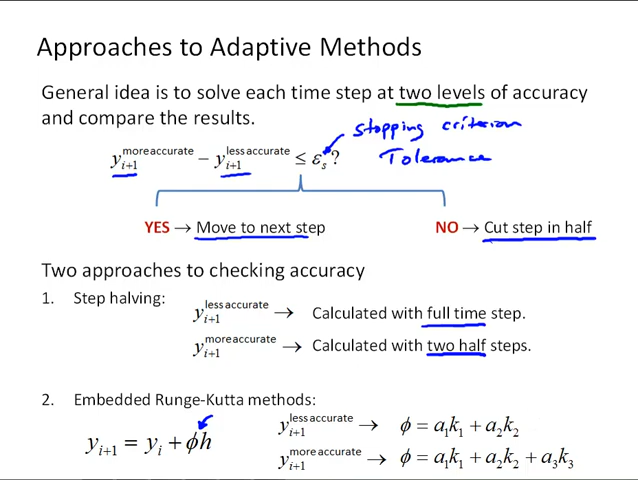 Approaches to Adaptive Methods
General idea is to solve each time step at two levels of accuracy
and compare the results.
stopping criterion
y_{i+1}^{more accurate} − y_{i+1}^{less accurate} ≤ ε_s ? Tolerance
YES → Move to next step NO → Cut step in half
Two approaches to checking accuracy
1. Step halving: y_{i+1}^{less accurate} → Calculated with full time step.
y_{i+1}^{more accurate} → Calculated with two half steps.
2. Embedded Runge-Kutta methods:
y_{i+1}^{less accurate} → ϕ = a_1k_1 + a_2k_2
y_{i+1} = y_i + ϕh
y_{i+1}^{more accurate} → ϕ = a_1k_1 + a_2k_2 + a_3k_3